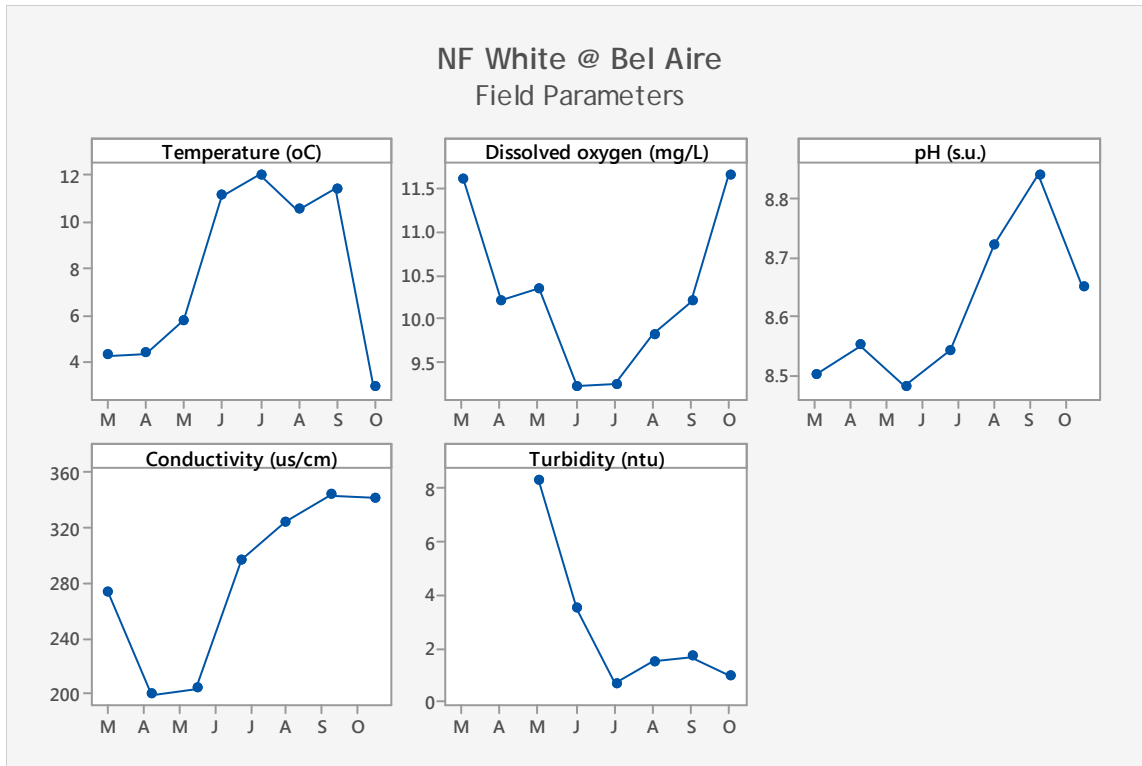 NF White @ Bel Aire
Field Parameters
Temperature (oC)
12
10
8
6
4
M A M J J A S O
Dissolved oxygen (mg/L)
11.5
11.0
10.5
10.0
9.5
M A M J J A S O
pH (s.u.)
8.8
8.7
8.6
8.5
M A M J J A S O
Conductivity (us/cm)
360
320
280
240
200
M A M J J A S O
Turbidity (ntu)
8
6
4
2
0
M A M J J A S O